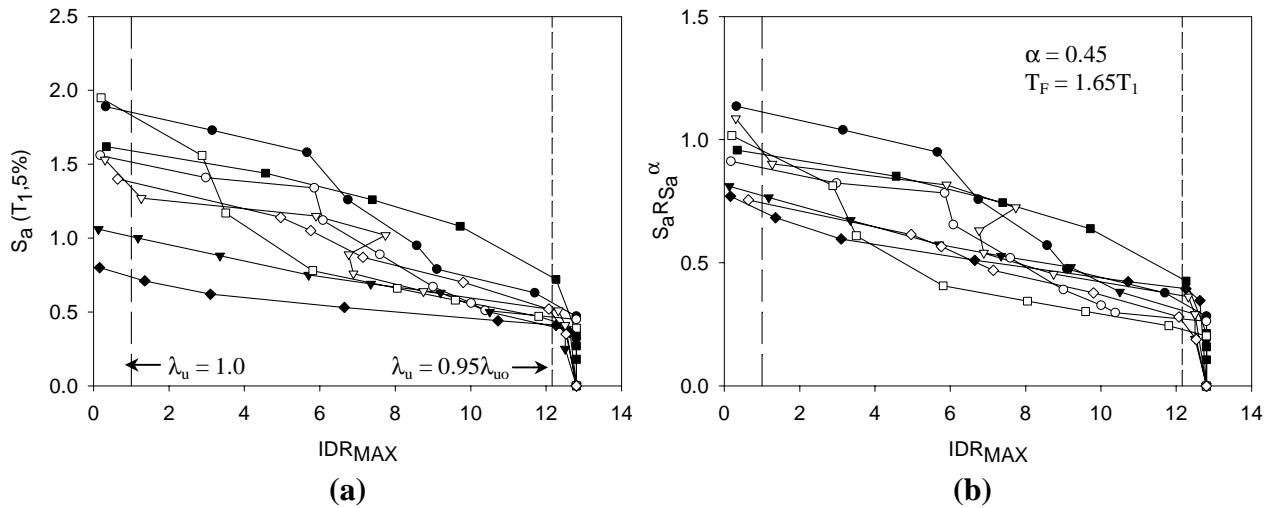 2.5
2.0
1.5
1.0
0.5
0.0
Sa (T1,5%)
λu = 1.0
λu = 0.95λuo
0 2 4 6 8 10 12 14
IDRMAX
(a)
1.5
1.0
0.5
0.0
SaRSa^α
α = 0.45
TF = 1.65T1
0 2 4 6 8 10 12 14
IDRMAX
(b)